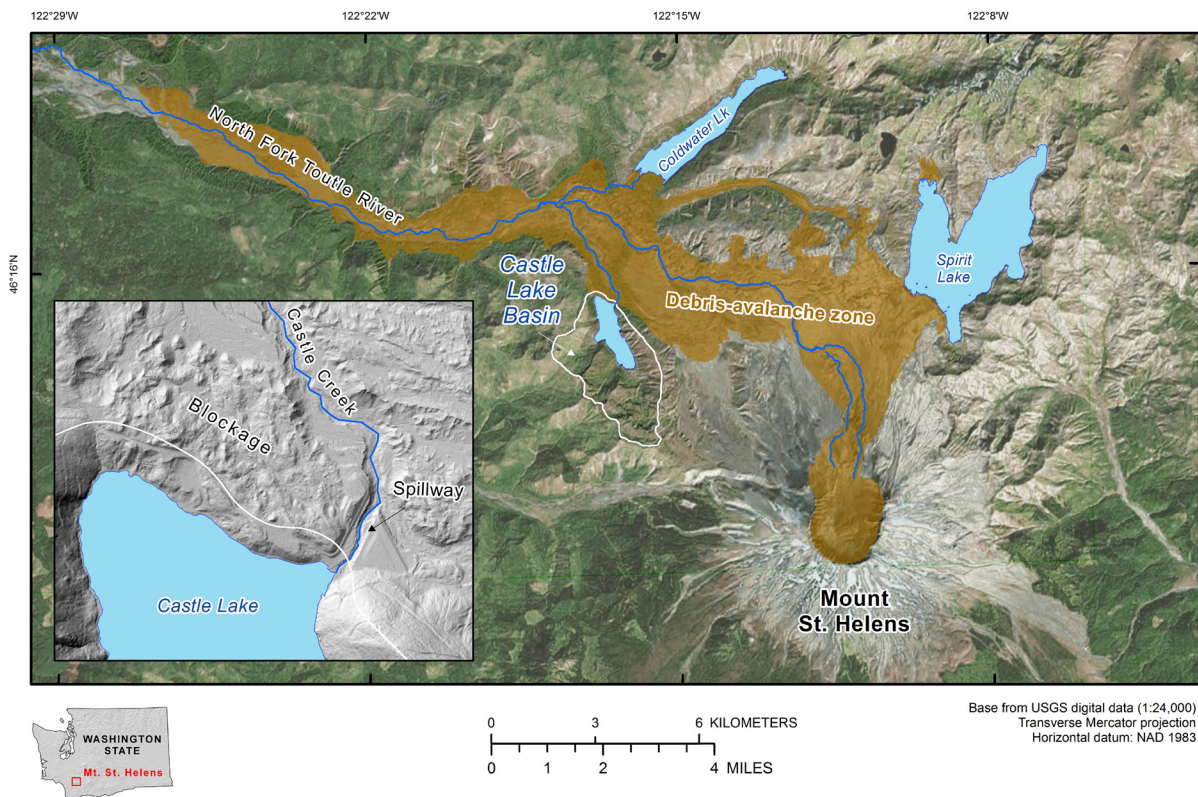 122°29'W
122°22'W
122°15'W
122°8'W
46°16'N
North Fork Toutle River
Coldwater Lk
Spirit
Lake
Castle
Lake
Basin
Debris-avalanche zone
Castle Creek
Blockage
Spillway
Castle Lake
Mount
St. Helens
WASHINGTON
STATE
Mt. St. Helens
0 3 6 KILOMETERS
0 1 2 4 MILES
Base from USGS digital data (1:24,000)
Transverse Mercator projection
Horizontal datum: NAD 1983